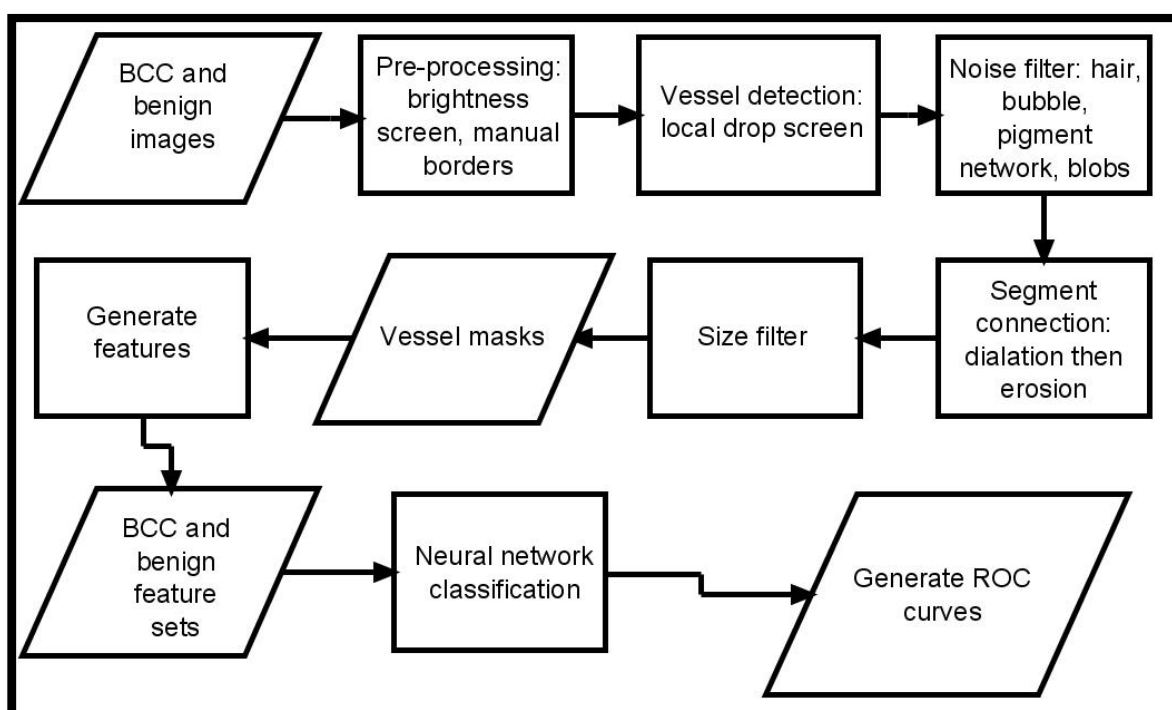 BCC and
benign
images
Pre-processing:
brightness
screen, manual
borders
Vessel detection:
local drop screen
Noise filter: hair,
bubble,
pigment
network, blobs
Segment
connection:
dialation then
erosion
Size filter
Vessel masks
Generate
features
BCC and
benign
feature
sets
Neural network
classification
Generate ROC
curves